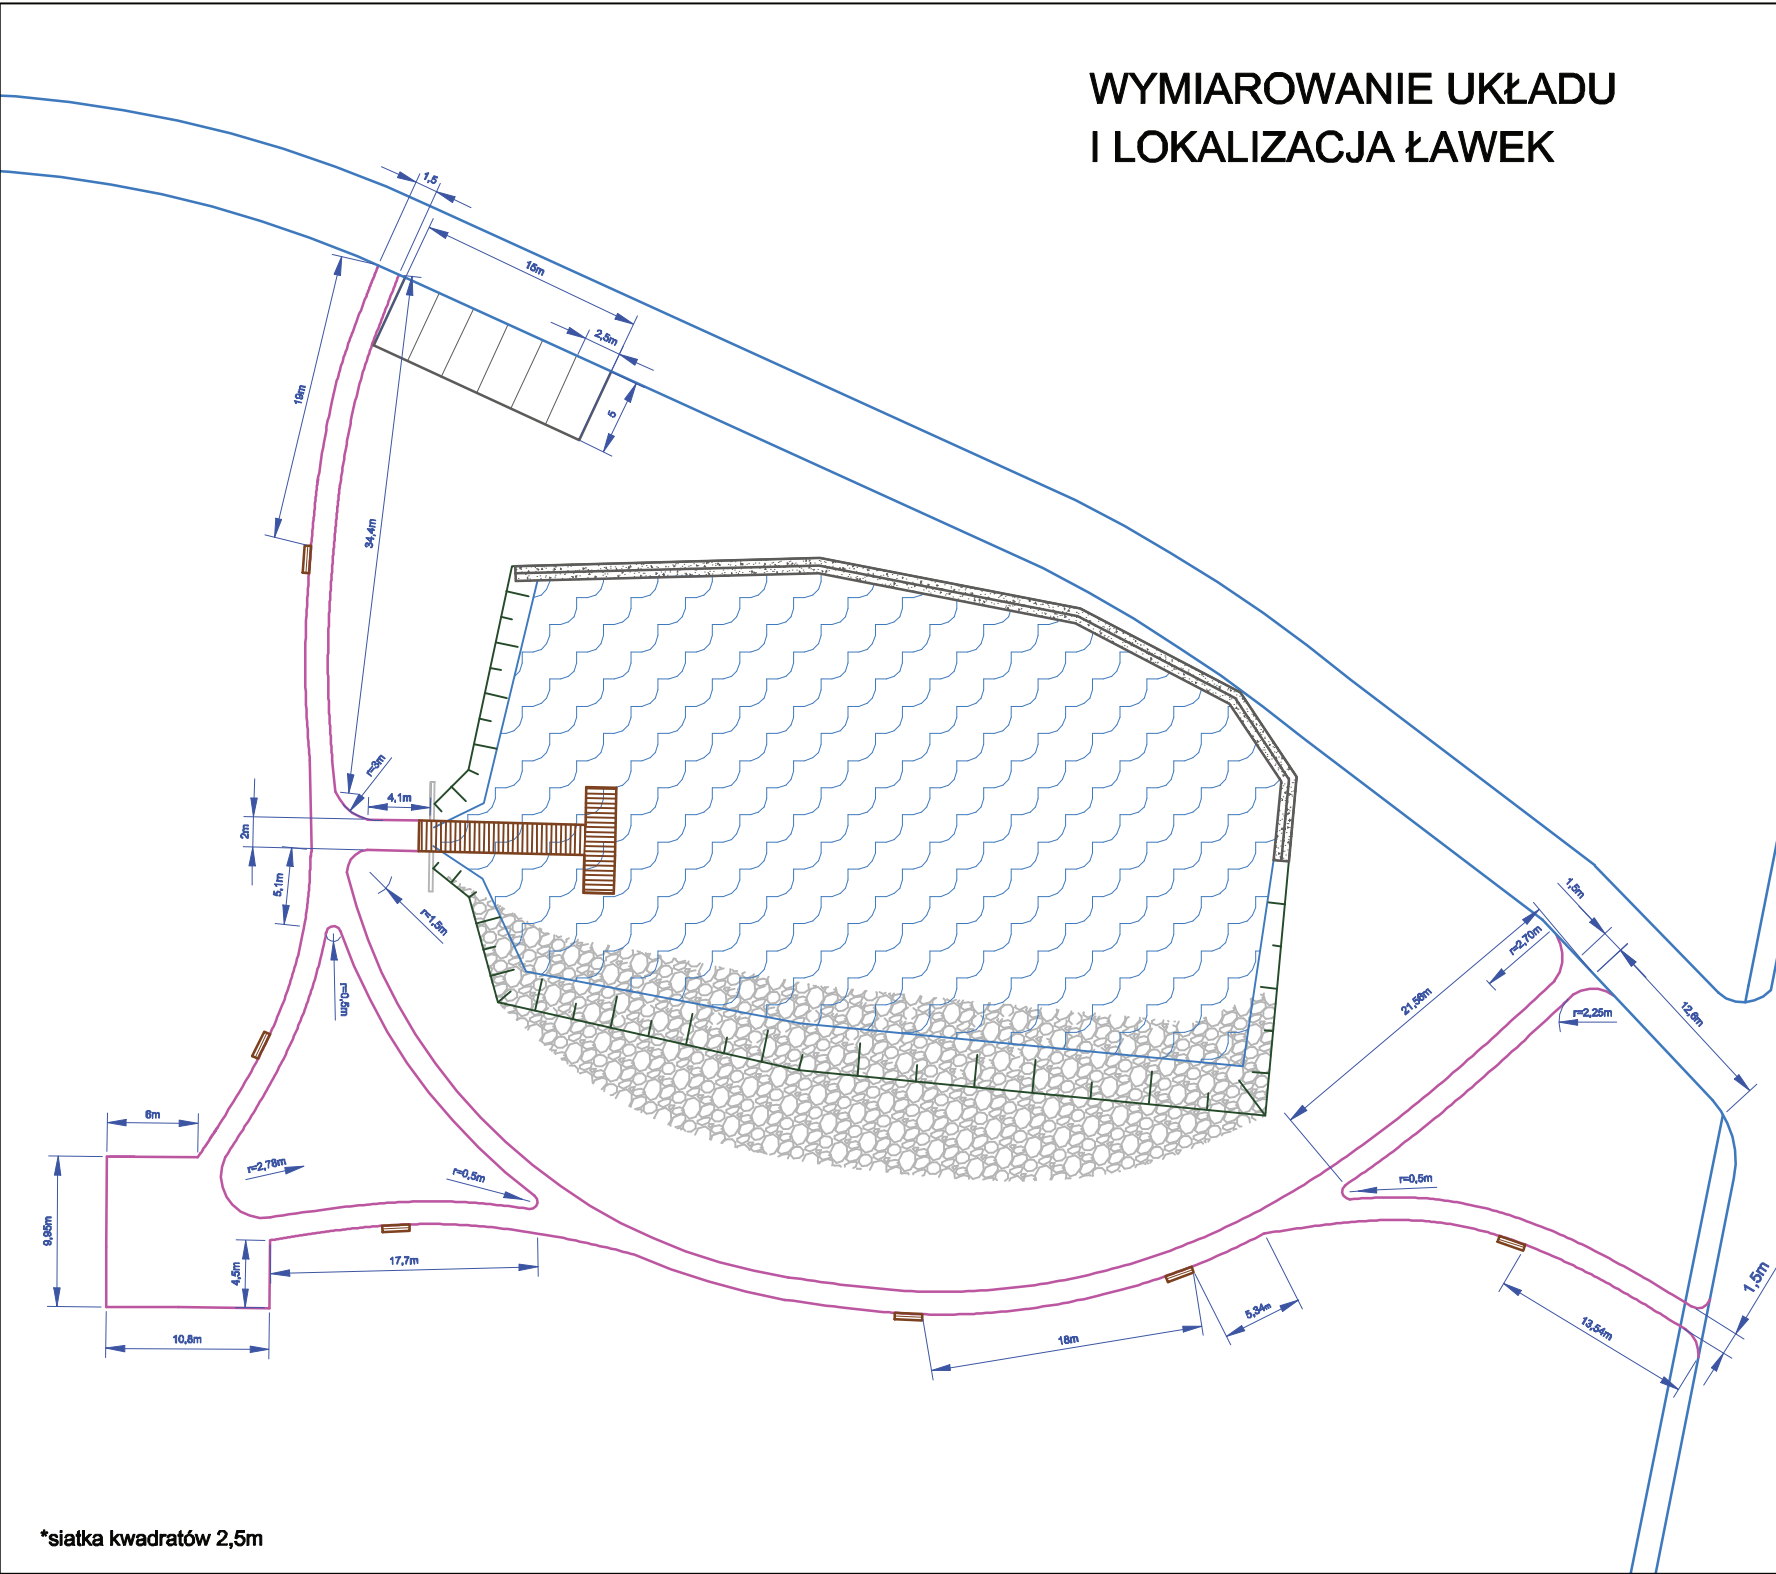 WYMIAROWANIE UKŁADU
I LOKALIZACJA ŁAWEK
1,5
15m
2,5m
5
19m
34,4m
r=3m
4,1m
2m
5,1m
r=1,5m
r=0,5m
1,5m
r=2,70m
21,56m
r=2,25m
12,6m
6m
r=2,78m
r=0,5m
r=0,5m
9,95m
4,5m
17,7m
10,8m
18m
5,34m
13,54m
1,5m
*siatka kwadratów 2,5m